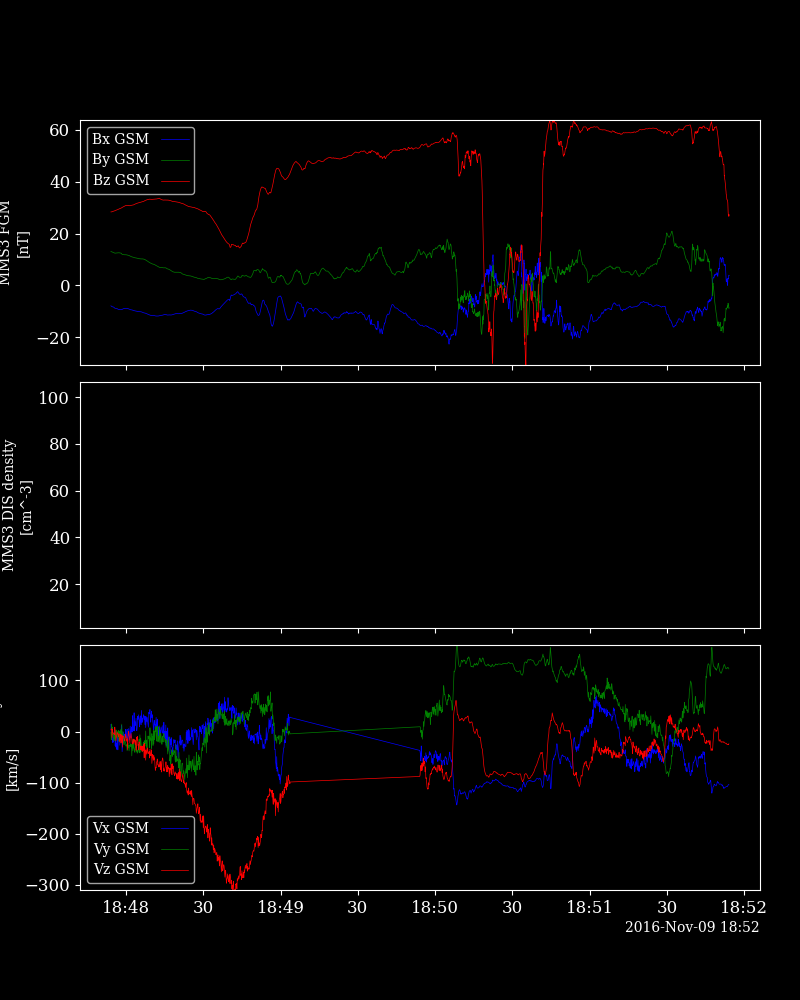 60
40
20
0
−20
MMS3 FGM
[nT]
Bx GSM
By GSM
Bz GSM
100
80
60
40
20
MMS3 DIS density
[cm^-3]
100
0
−100
−200
−300
[km/s]
Vx GSM
Vy GSM
Vz GSM
18:48 30 18:49 30 18:50 30 18:51 30 18:52
2016-Nov-09 18:52